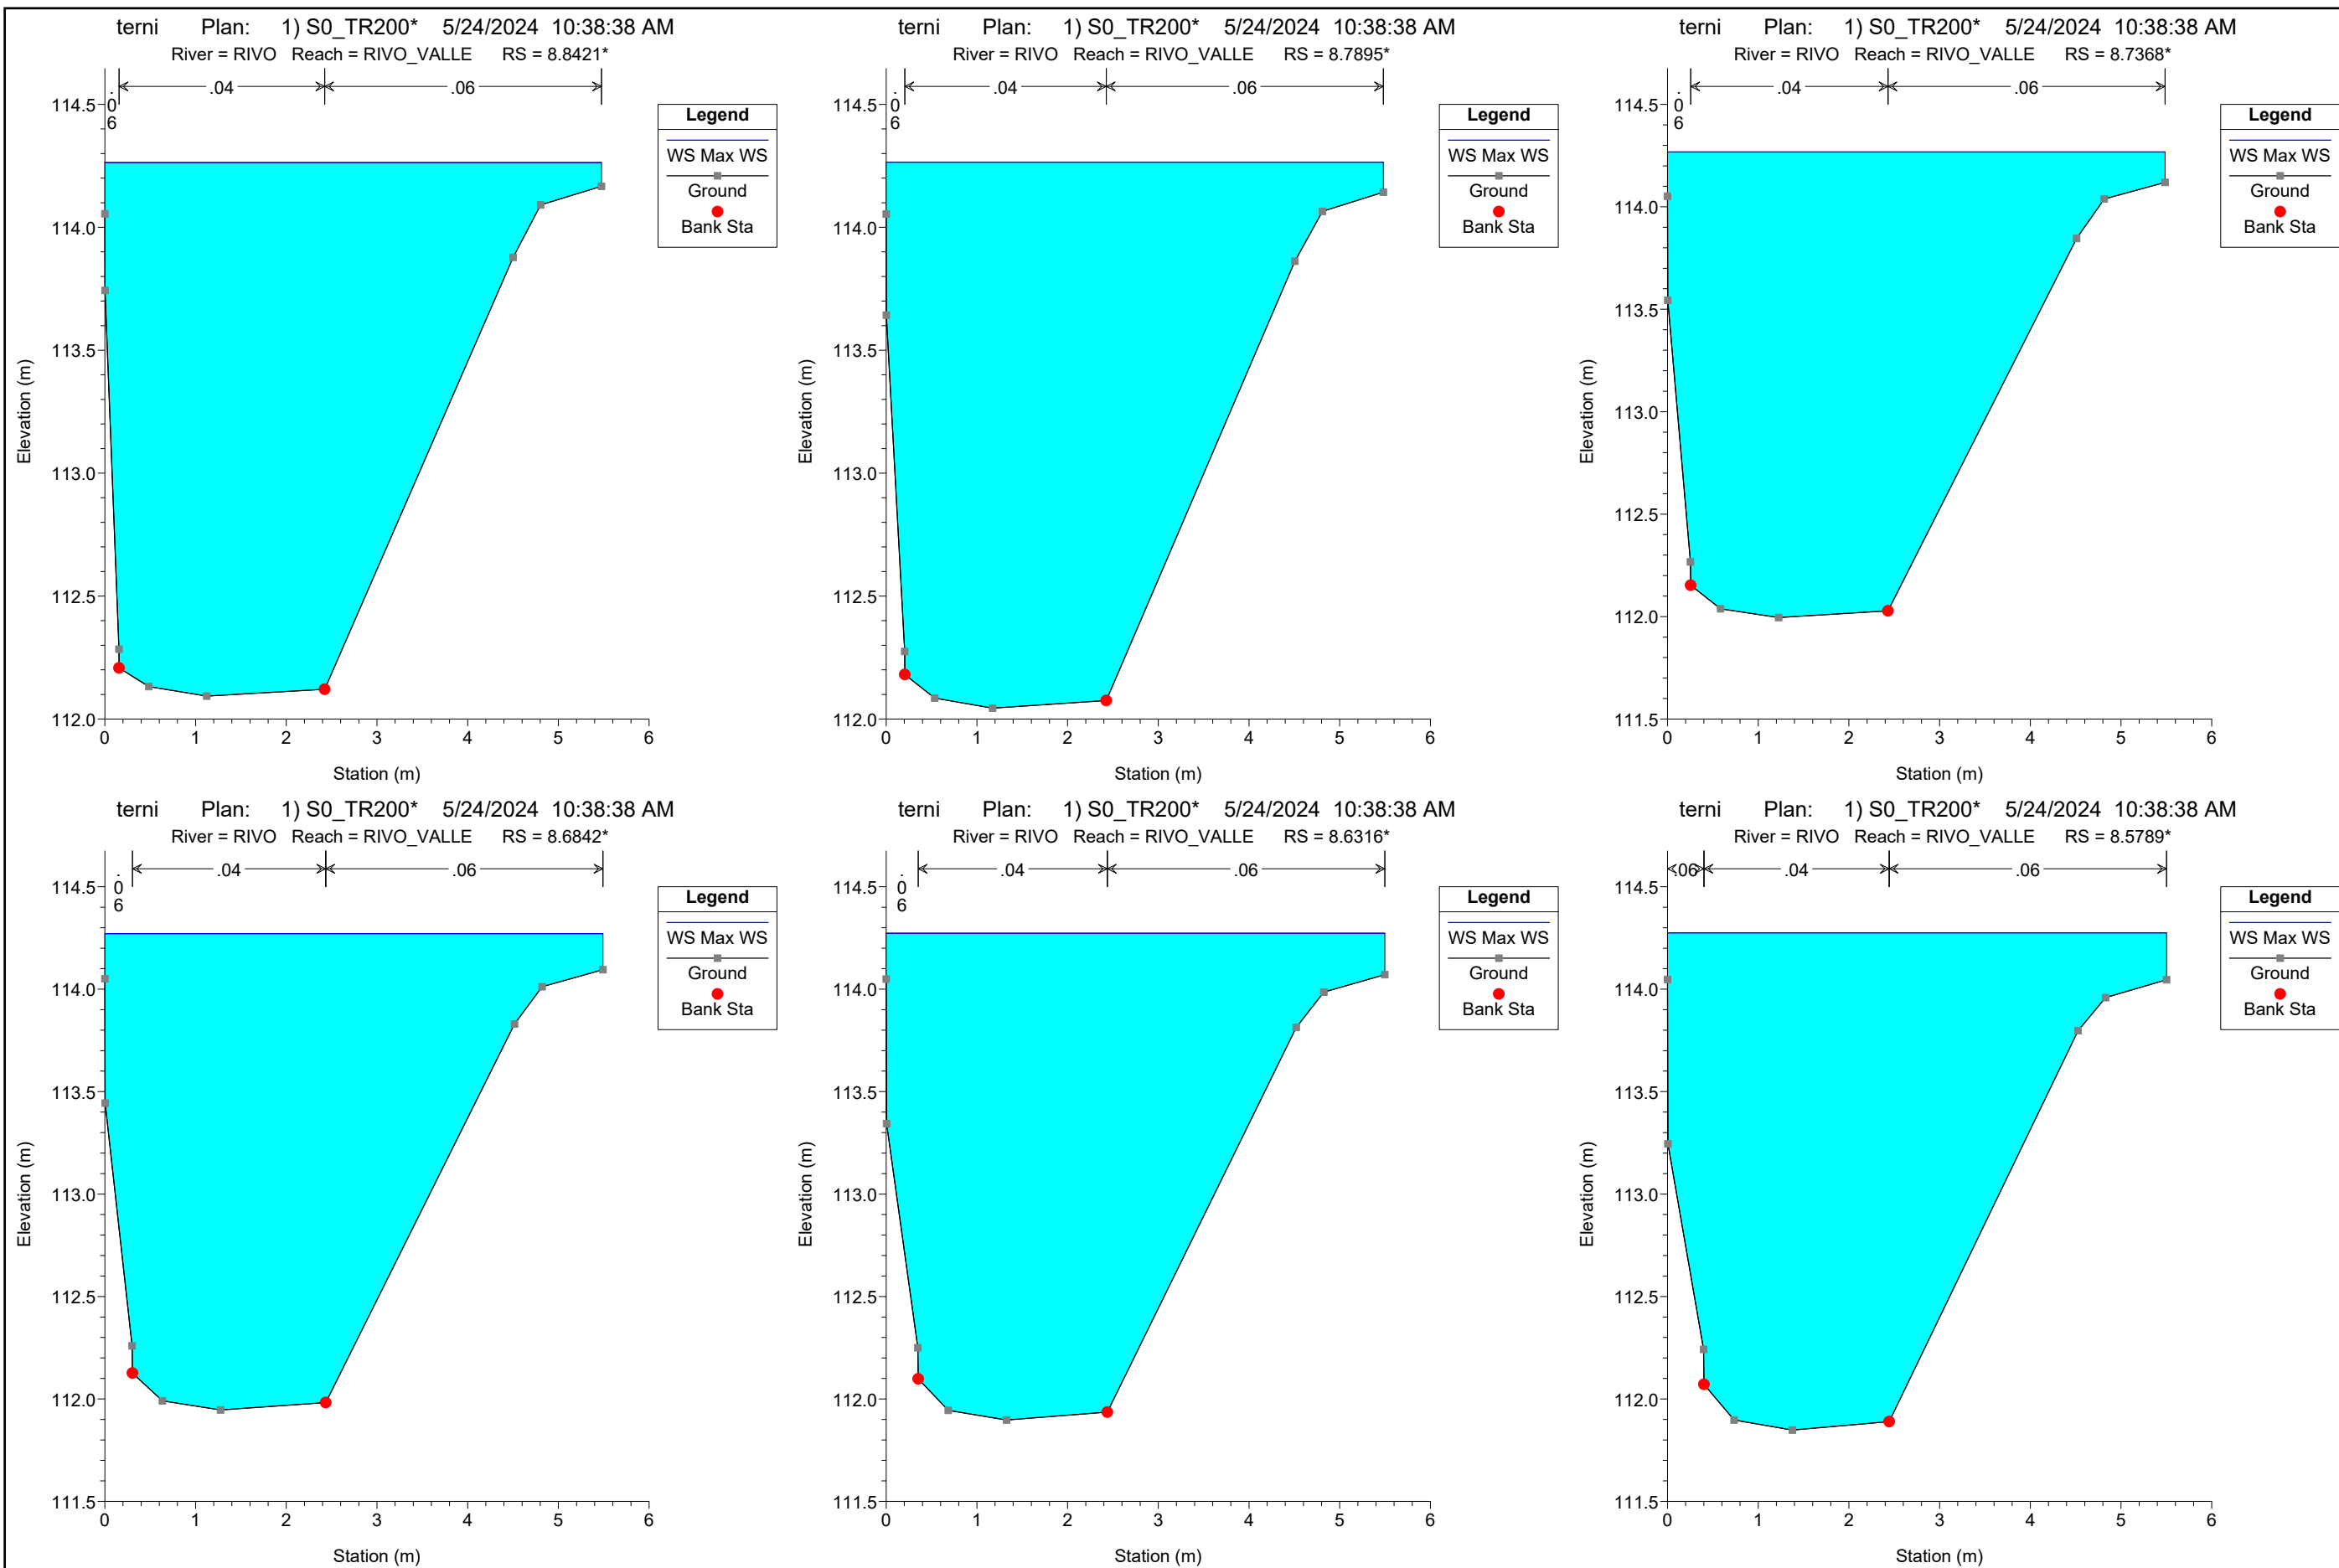 terni Plan: 1) S0_TR200* 5/24/2024 10:38:38 AM
River = RIVO Reach = RIVO_VALLE RS = 8.8421*
.06
.04
.06
114.5
114.0
113.5
113.0
112.5
112.0
Elevation (m)
0 1 2 3 4 5 6
Station (m)
Legend
WS Max WS
Ground
Bank Sta
terni Plan: 1) S0_TR200* 5/24/2024 10:38:38 AM
River = RIVO Reach = RIVO_VALLE RS = 8.7895*
.06
.04
.06
114.5
114.0
113.5
113.0
112.5
112.0
Elevation (m)
0 1 2 3 4 5 6
Station (m)
Legend
WS Max WS
Ground
Bank Sta
terni Plan: 1) S0_TR200* 5/24/2024 10:38:38 AM
River = RIVO Reach = RIVO_VALLE RS = 8.7368*
.06
.04
.06
114.5
114.0
113.5
113.0
112.5
112.0
111.5
Elevation (m)
0 1 2 3 4 5 6
Station (m)
Legend
WS Max WS
Ground
Bank Sta
terni Plan: 1) S0_TR200* 5/24/2024 10:38:38 AM
River = RIVO Reach = RIVO_VALLE RS = 8.6842*
.06
.04
.06
114.5
114.0
113.5
113.0
112.5
112.0
111.5
Elevation (m)
0 1 2 3 4 5 6
Station (m)
Legend
WS Max WS
Ground
Bank Sta
terni Plan: 1) S0_TR200* 5/24/2024 10:38:38 AM
River = RIVO Reach = RIVO_VALLE RS = 8.6316*
.06
.04
.06
114.5
114.0
113.5
113.0
112.5
112.0
111.5
Elevation (m)
0 1 2 3 4 5 6
Station (m)
Legend
WS Max WS
Ground
Bank Sta
terni Plan: 1) S0_TR200* 5/24/2024 10:38:38 AM
River = RIVO Reach = RIVO_VALLE RS = 8.5789*
.06
.04
.06
114.5
114.0
113.5
113.0
112.5
112.0
111.5
Elevation (m)
0 1 2 3 4 5 6
Station (m)
Legend
WS Max WS
Ground
Bank Sta